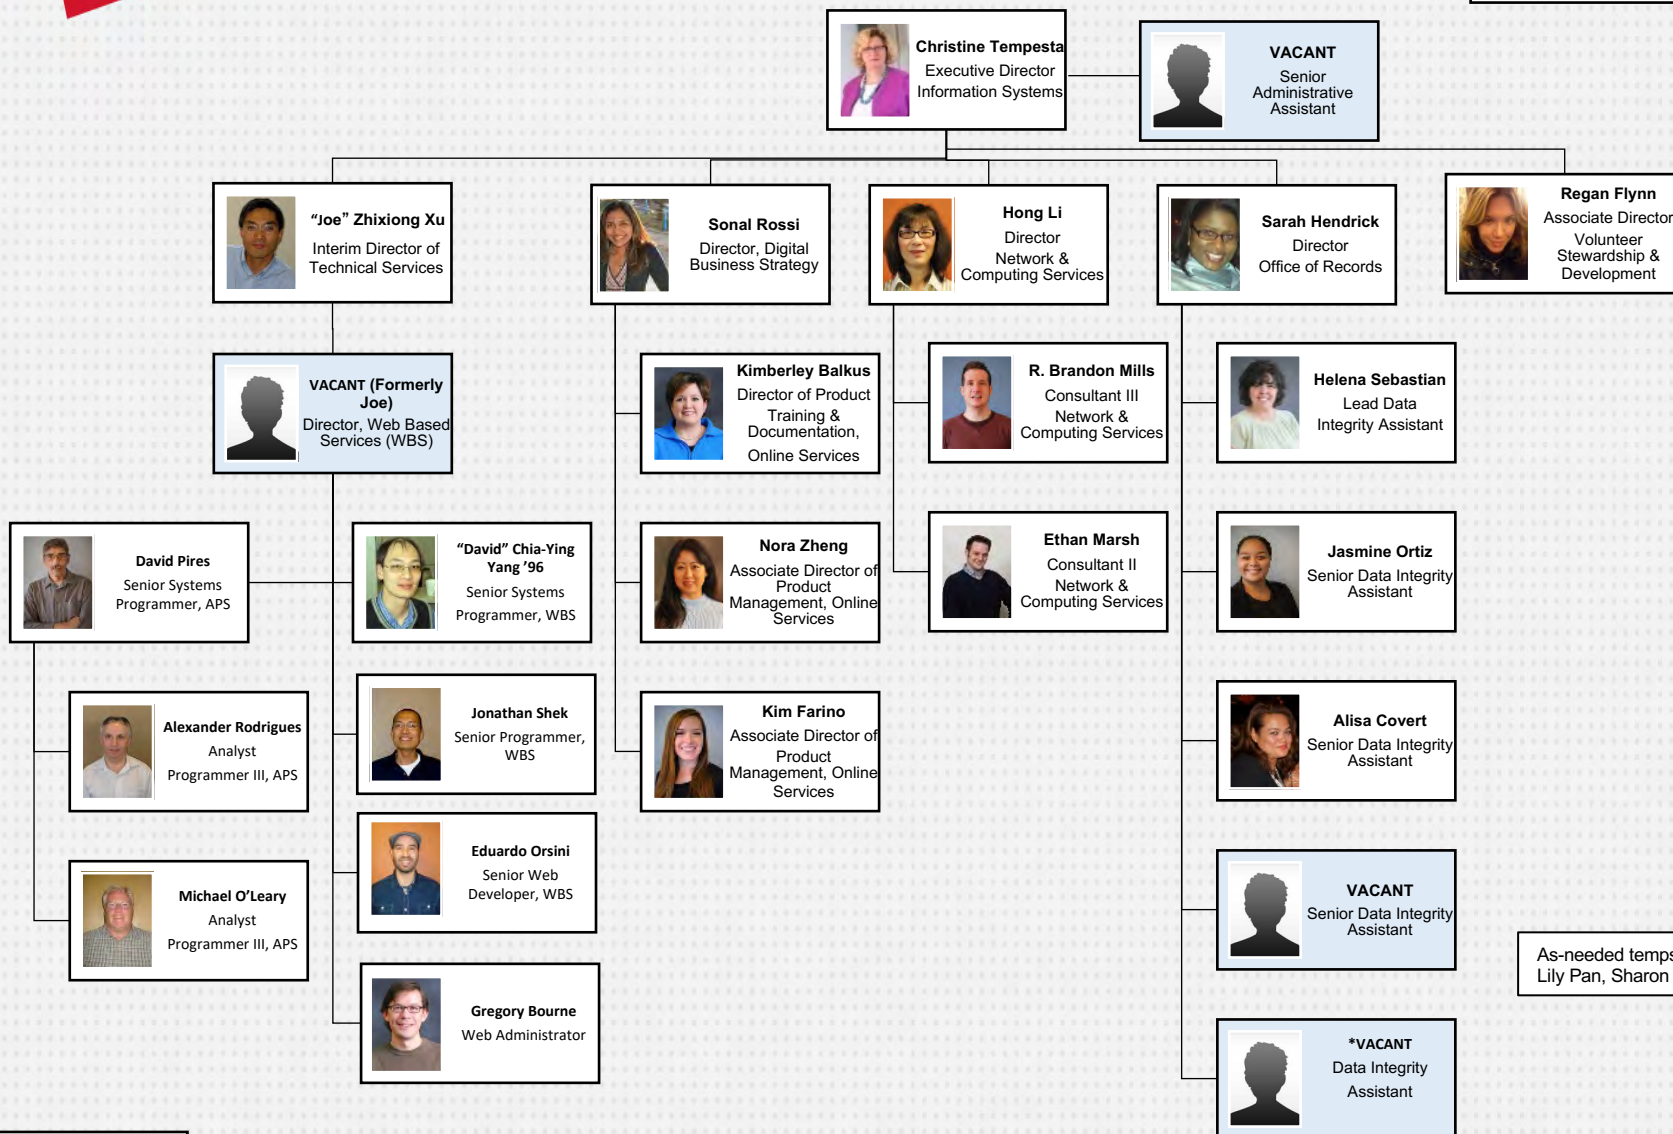 Christine Tempesta
Executive Director
Information Systems
VACANT
Senior
Administrative
Assistant
“Joe” Zhixiong Xu
Interim Director of
Technical Services
Sonal Rossi
Director, Digital
Business Strategy
Hong Li
Director
Network &
Computing Services
Sarah Hendrick
Director
Office of Records
Regan Flynn
Associate Director
Volunteer
Stewardship &
Development
VACANT (Formerly
Joe)
Director, Web Based
Services (WBS)
Kimberley Balkus
Director of Product
Training &
Documentation,
Online Services
R. Brandon Mills
Consultant III
Network &
Computing Services
Helena Sebastian
Lead Data
Integrity Assistant
David Pires
Senior Systems
Programmer, APS
“David” Chia-Ying
Yang ’96
Senior Systems
Programmer, WBS
Nora Zheng
Associate Director of
Product
Management, Online
Services
Ethan Marsh
Consultant II
Network &
Computing Services
Jasmine Ortiz
Senior Data Integrity
Assistant
Alexander Rodrigues
Analyst
Programmer III, APS
Jonathan Shek
Senior Programmer,
WBS
Kim Farino
Associate Director of
Product
Management, Online
Services
Alisa Covert
Senior Data Integrity
Assistant
Michael O’Leary
Analyst
Programmer III, APS
Eduardo Orsini
Senior Web
Developer, WBS
VACANT
Senior Data Integrity
Assistant
As-needed temps
Lily Pan, Sharon
Gregory Bourne
Web Administrator
*VACANT
Data Integrity
Assistant